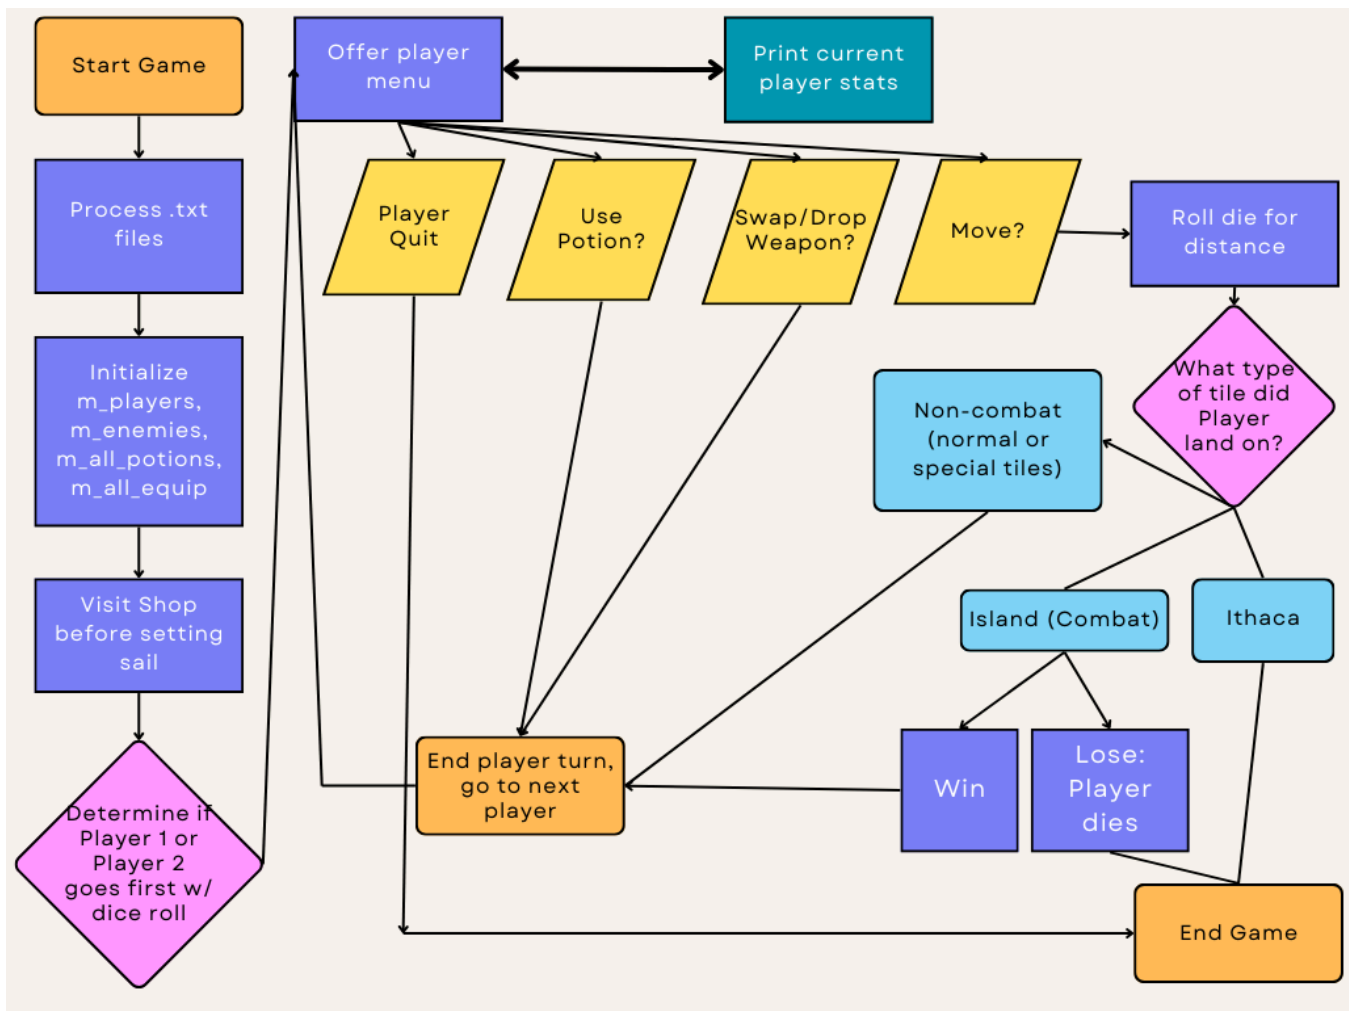 Start Game
Process .txt
files
Initialize
m_players,
m_enemies,
m_all_potions,
m_all_equip
Visit Shop
before setting
sail
Determine if
Player 1 or
Player 2
goes first w/
dice roll
Offer player
menu
Print current
player stats
Player
Quit
Use
Potion?
Swap/Drop
Weapon?
Move?
Roll die for
distance
What type
of tile did
Player
land on?
Non-combat
(normal or
special tiles)
Island (Combat)
Ithaca
Win
Lose:
Player
dies
End player turn,
go to next
player
End Game